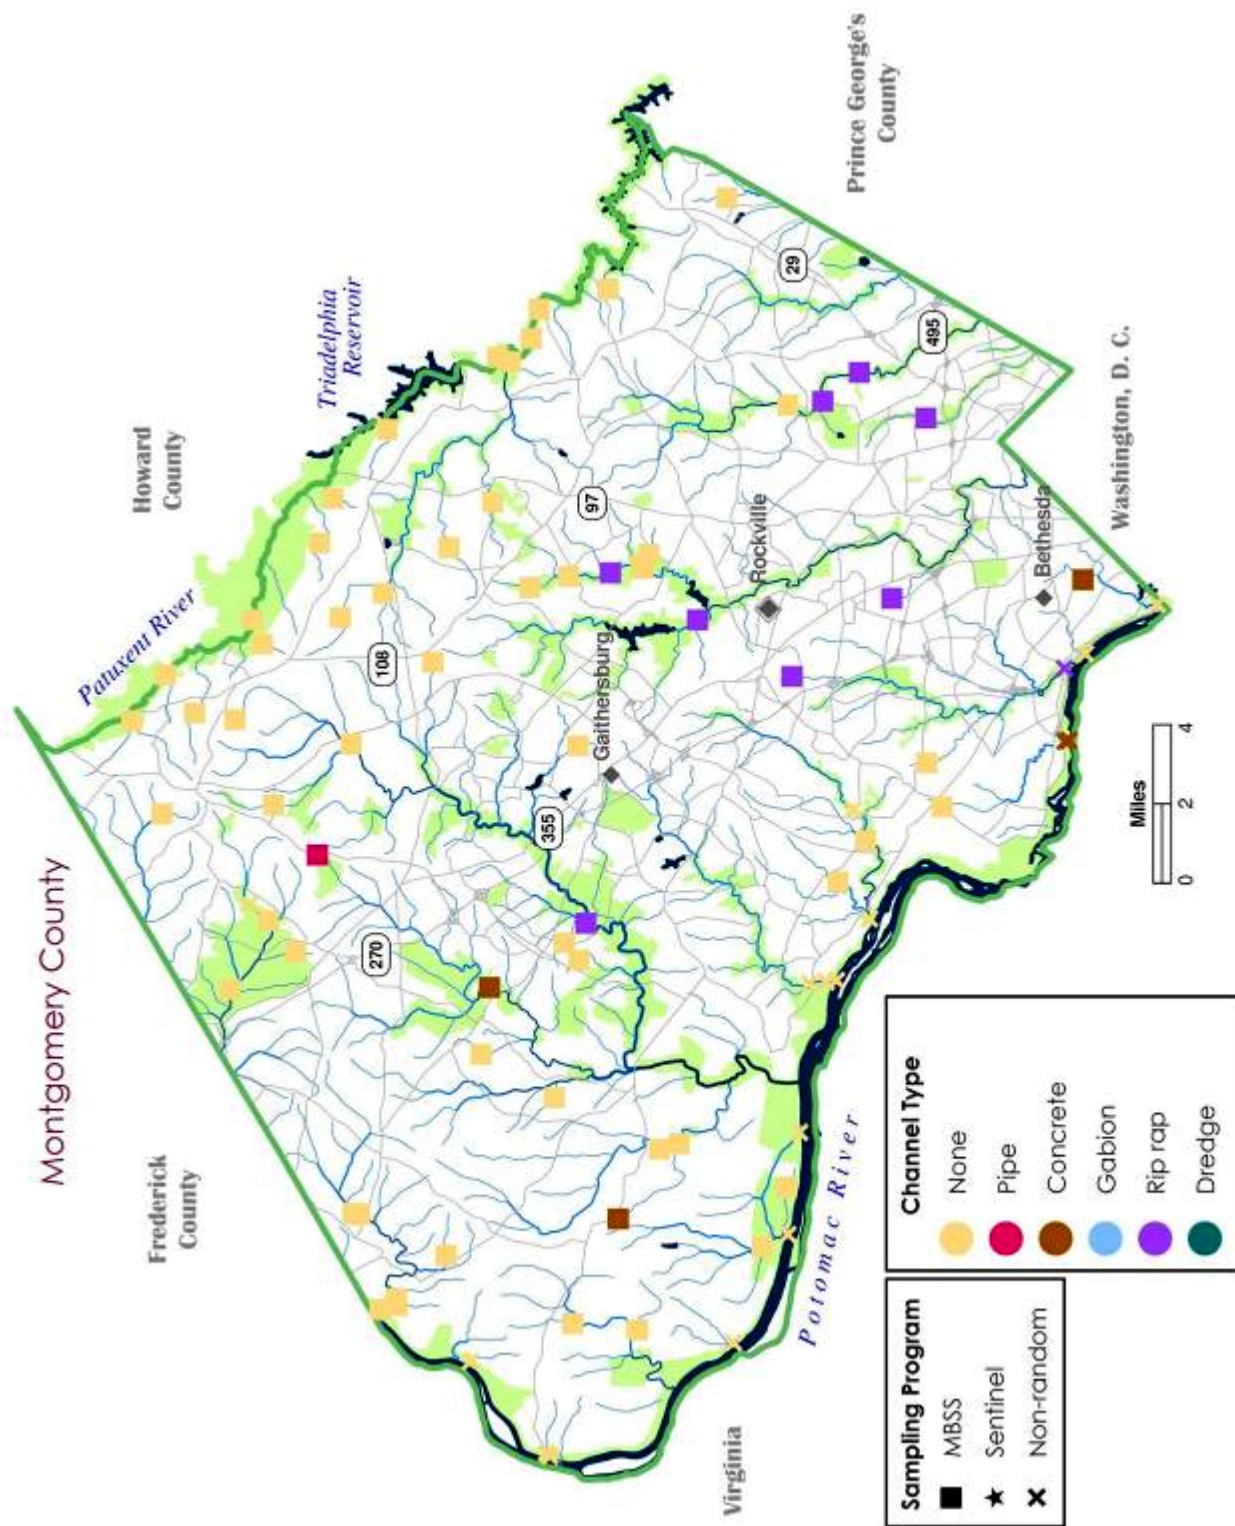 Montgomery County
Frederick
County
Howard
County
Prince George's
County
Washington, D. C.
Virginia
Patuxent River
Triadelphia
Reservoir
Potomac River
270
355
108
97
29
495
Gaithersburg
Rockville
Bethesda
Miles
0
2
4
Sampling Program
MBSS
Sentinel
Non-random
Channel Type
None
Pipe
Concrete
Gabion
Rip rap
Dredge